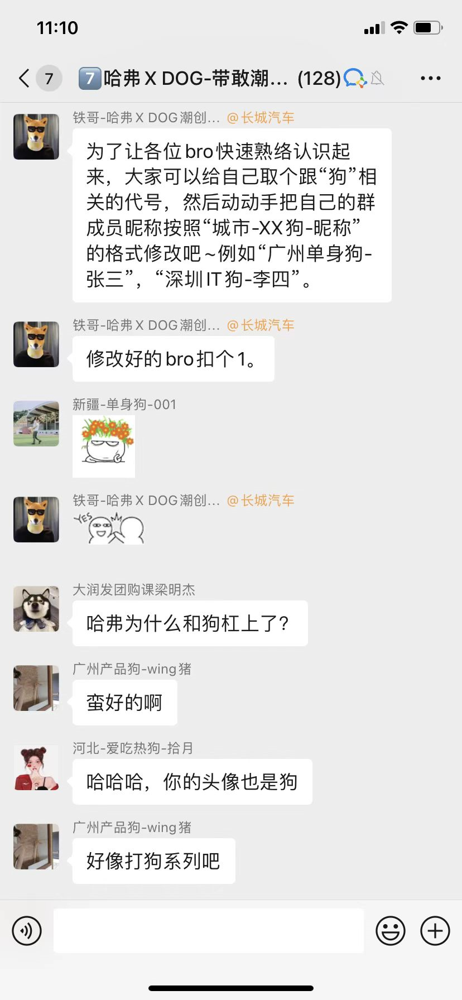 11:10
7
7哈弗 X DOG-带敢潮... (128)
铁哥-哈弗 X DOG潮创... @长城汽车
为了让各位bro快速熟络认识起
来，大家可以给自己取个跟“狗”相
关的代号，然后动动手把自己的群
成员昵称按照“城市-XX狗-昵称”
的格式修改吧~例如“广州单身狗-
张三”，“深圳IT狗-李四”。
铁哥-哈弗 X DOG潮创... @长城汽车
修改好的bro扣个1。
新疆-单身狗-001
铁哥-哈弗 X DOG潮创... @长城汽车
YES
大润发团购课梁明杰
哈弗为什么和狗杠上了？
广州产品狗-wing猪
蛮好的啊
河北-爱吃热狗-拾月
哈哈哈，你的头像也是狗
广州产品狗-wing猪
好像打狗系列吧